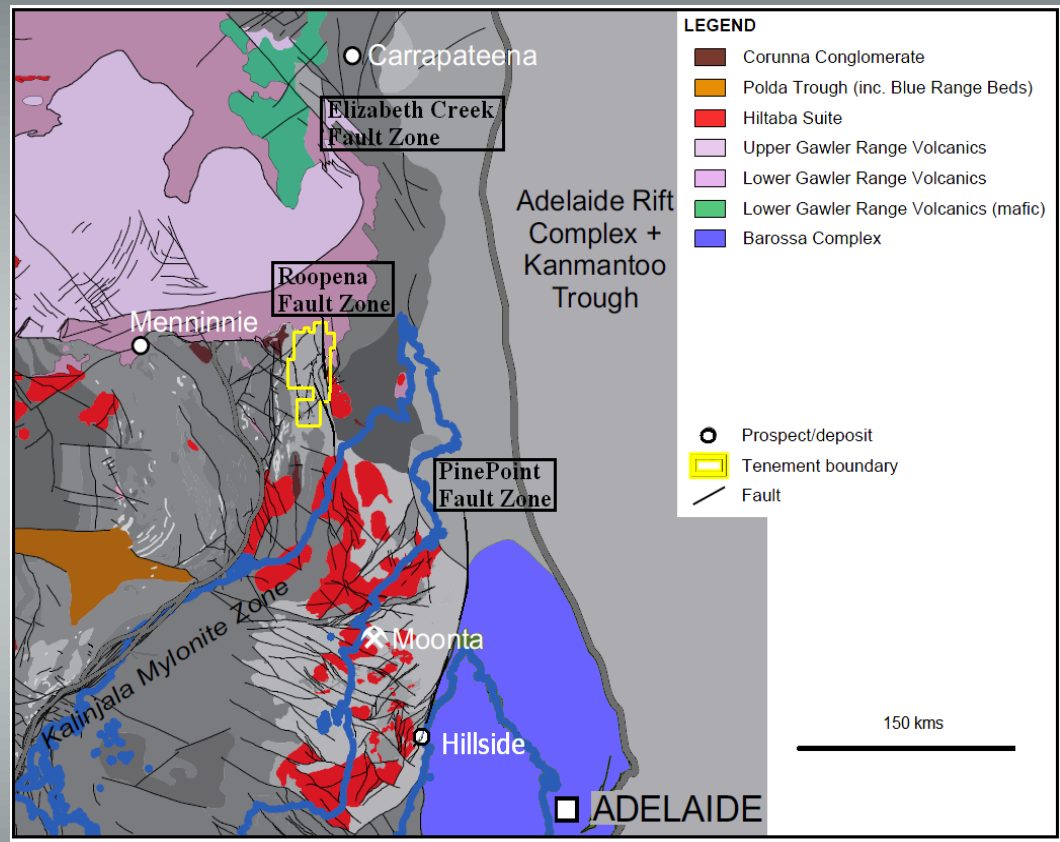 Carrapateena
Elizabeth Creek
Fault Zone
Adelaide Rift
Complex +
Kanmantoo
Trough
Roopena
Fault Zone
Menninnie
PinePoint
Fault Zone
Kalinjala Mylonite Zone
Moonta
Hillside
ADELAIDE
LEGEND
Corunna Conglomerate
Polda Trough (inc. Blue Range Beds)
Hiltaba Suite
Upper Gawler Range Volcanics
Lower Gawler Range Volcanics
Lower Gawler Range Volcanics (mafic)
Barossa Complex
Prospect/deposit
Tenement boundary
Fault
150 kms